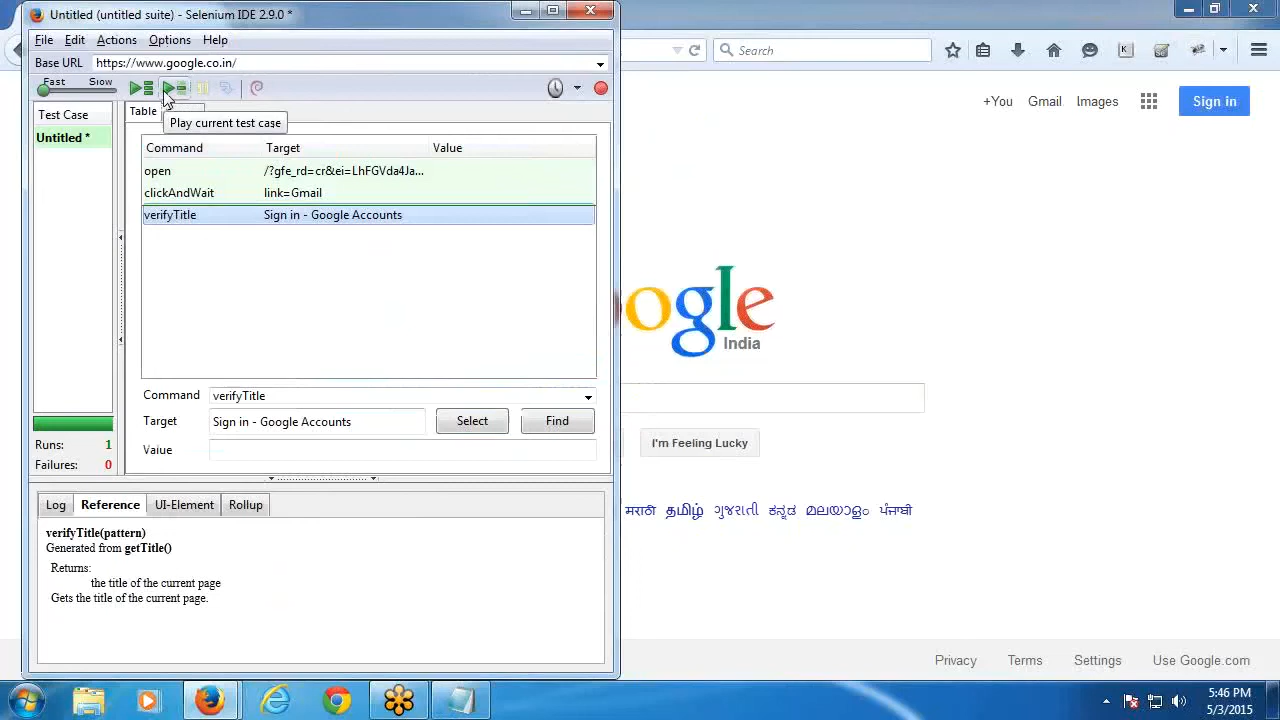 Untitled (untitled suite) - Selenium IDE 2.9.0 *
File Edit Actions Options Help
Base URL https://www.google.co.in/
Fast Slow
Play current test case
Test Case
Untitled *
Table
Command Target Value
open /?gfe_rd=cr&ei=LhFGVda4Ja...
clickAndWait link=Gmail
verifyTitle Sign in - Google Accounts
Command verifyTitle
Target Sign in - Google Accounts Select Find
Value
Runs: 1
Failures: 0
Log Reference UI-Element Rollup
verifyTitle(pattern)
Generated from getTitle()
Returns:
the title of the current page
Gets the title of the current page.
Search
+You Gmail Images Sign in
ogle
India
I'm Feeling Lucky
मराठी தமிழ் ગુજરાતી ಕನ್ನಡ മലയാളം ਪੰਜਾਬੀ
Privacy Terms Settings Use Google.com
5:46 PM
5/3/2015